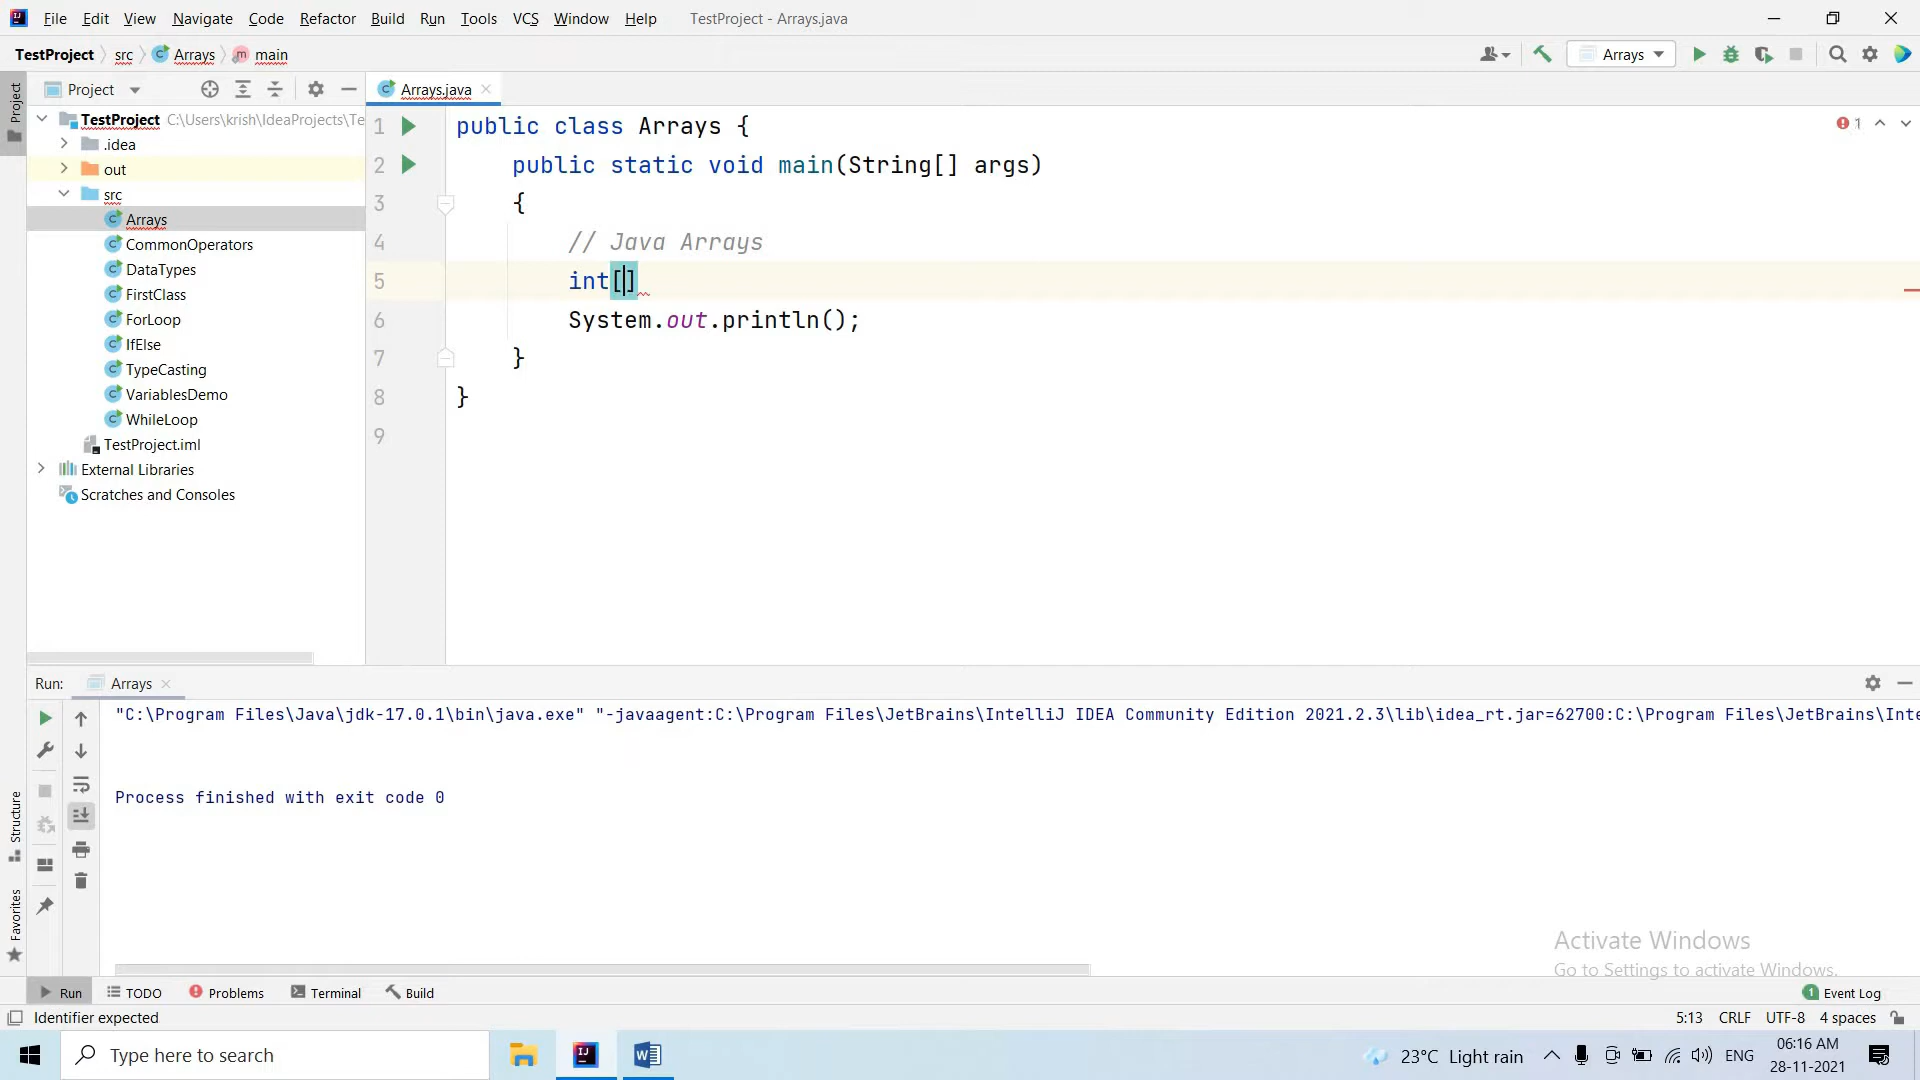 File Edit View Navigate Code Refactor Build Run Tools VCS Window Help TestProject - Arrays.java
TestProject src Arrays main Arrays
Project Project Arrays.java
TestProject C:\Users\krish\IdeaProjects\Te
.idea
out
src
Arrays
CommonOperators
DataTypes
FirstClass
ForLoop
IfElse
TypeCasting
VariablesDemo
WhileLoop
TestProject.iml
External Libraries
Scratches and Consoles
1 public class Arrays { 1
2 public static void main(String[] args)
3 {
4 // Java Arrays
5 int[]
6 System.out.println();
7 }
8 }
9
Run: Arrays
"C:\Program Files\Java\jdk-17.0.1\bin\java.exe" "-javaagent:C:\Program Files\JetBrains\IntelliJ IDEA Community Edition 2021.2.3\lib\idea_rt.jar=62700:C:\Program Files\JetBrains\Inte
Process finished with exit code 0
Structure
Favorites
Activate Windows
Go to Settings to activate Windows.
Run TODO Problems Terminal Build 1 Event Log
Identifier expected 5:13 CRLF UTF-8 4 spaces
Type here to search 23°C Light rain ENG 06:16 AM
28-11-2021